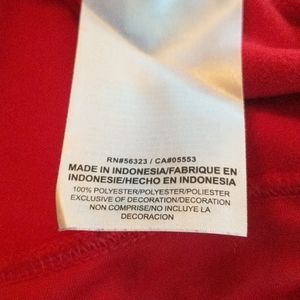 RN#56323 / CA#05553
MADE IN INDONESIA/FABRIQUE EN
INDONESIE/HECHO EN INDONESIA
100% POLYESTER/POLYESTER/POLIESTER
EXCLUSIVE OF DECORATION/DECORATION
NON COMPRISE/NO INCLUYE LA
DECORACION